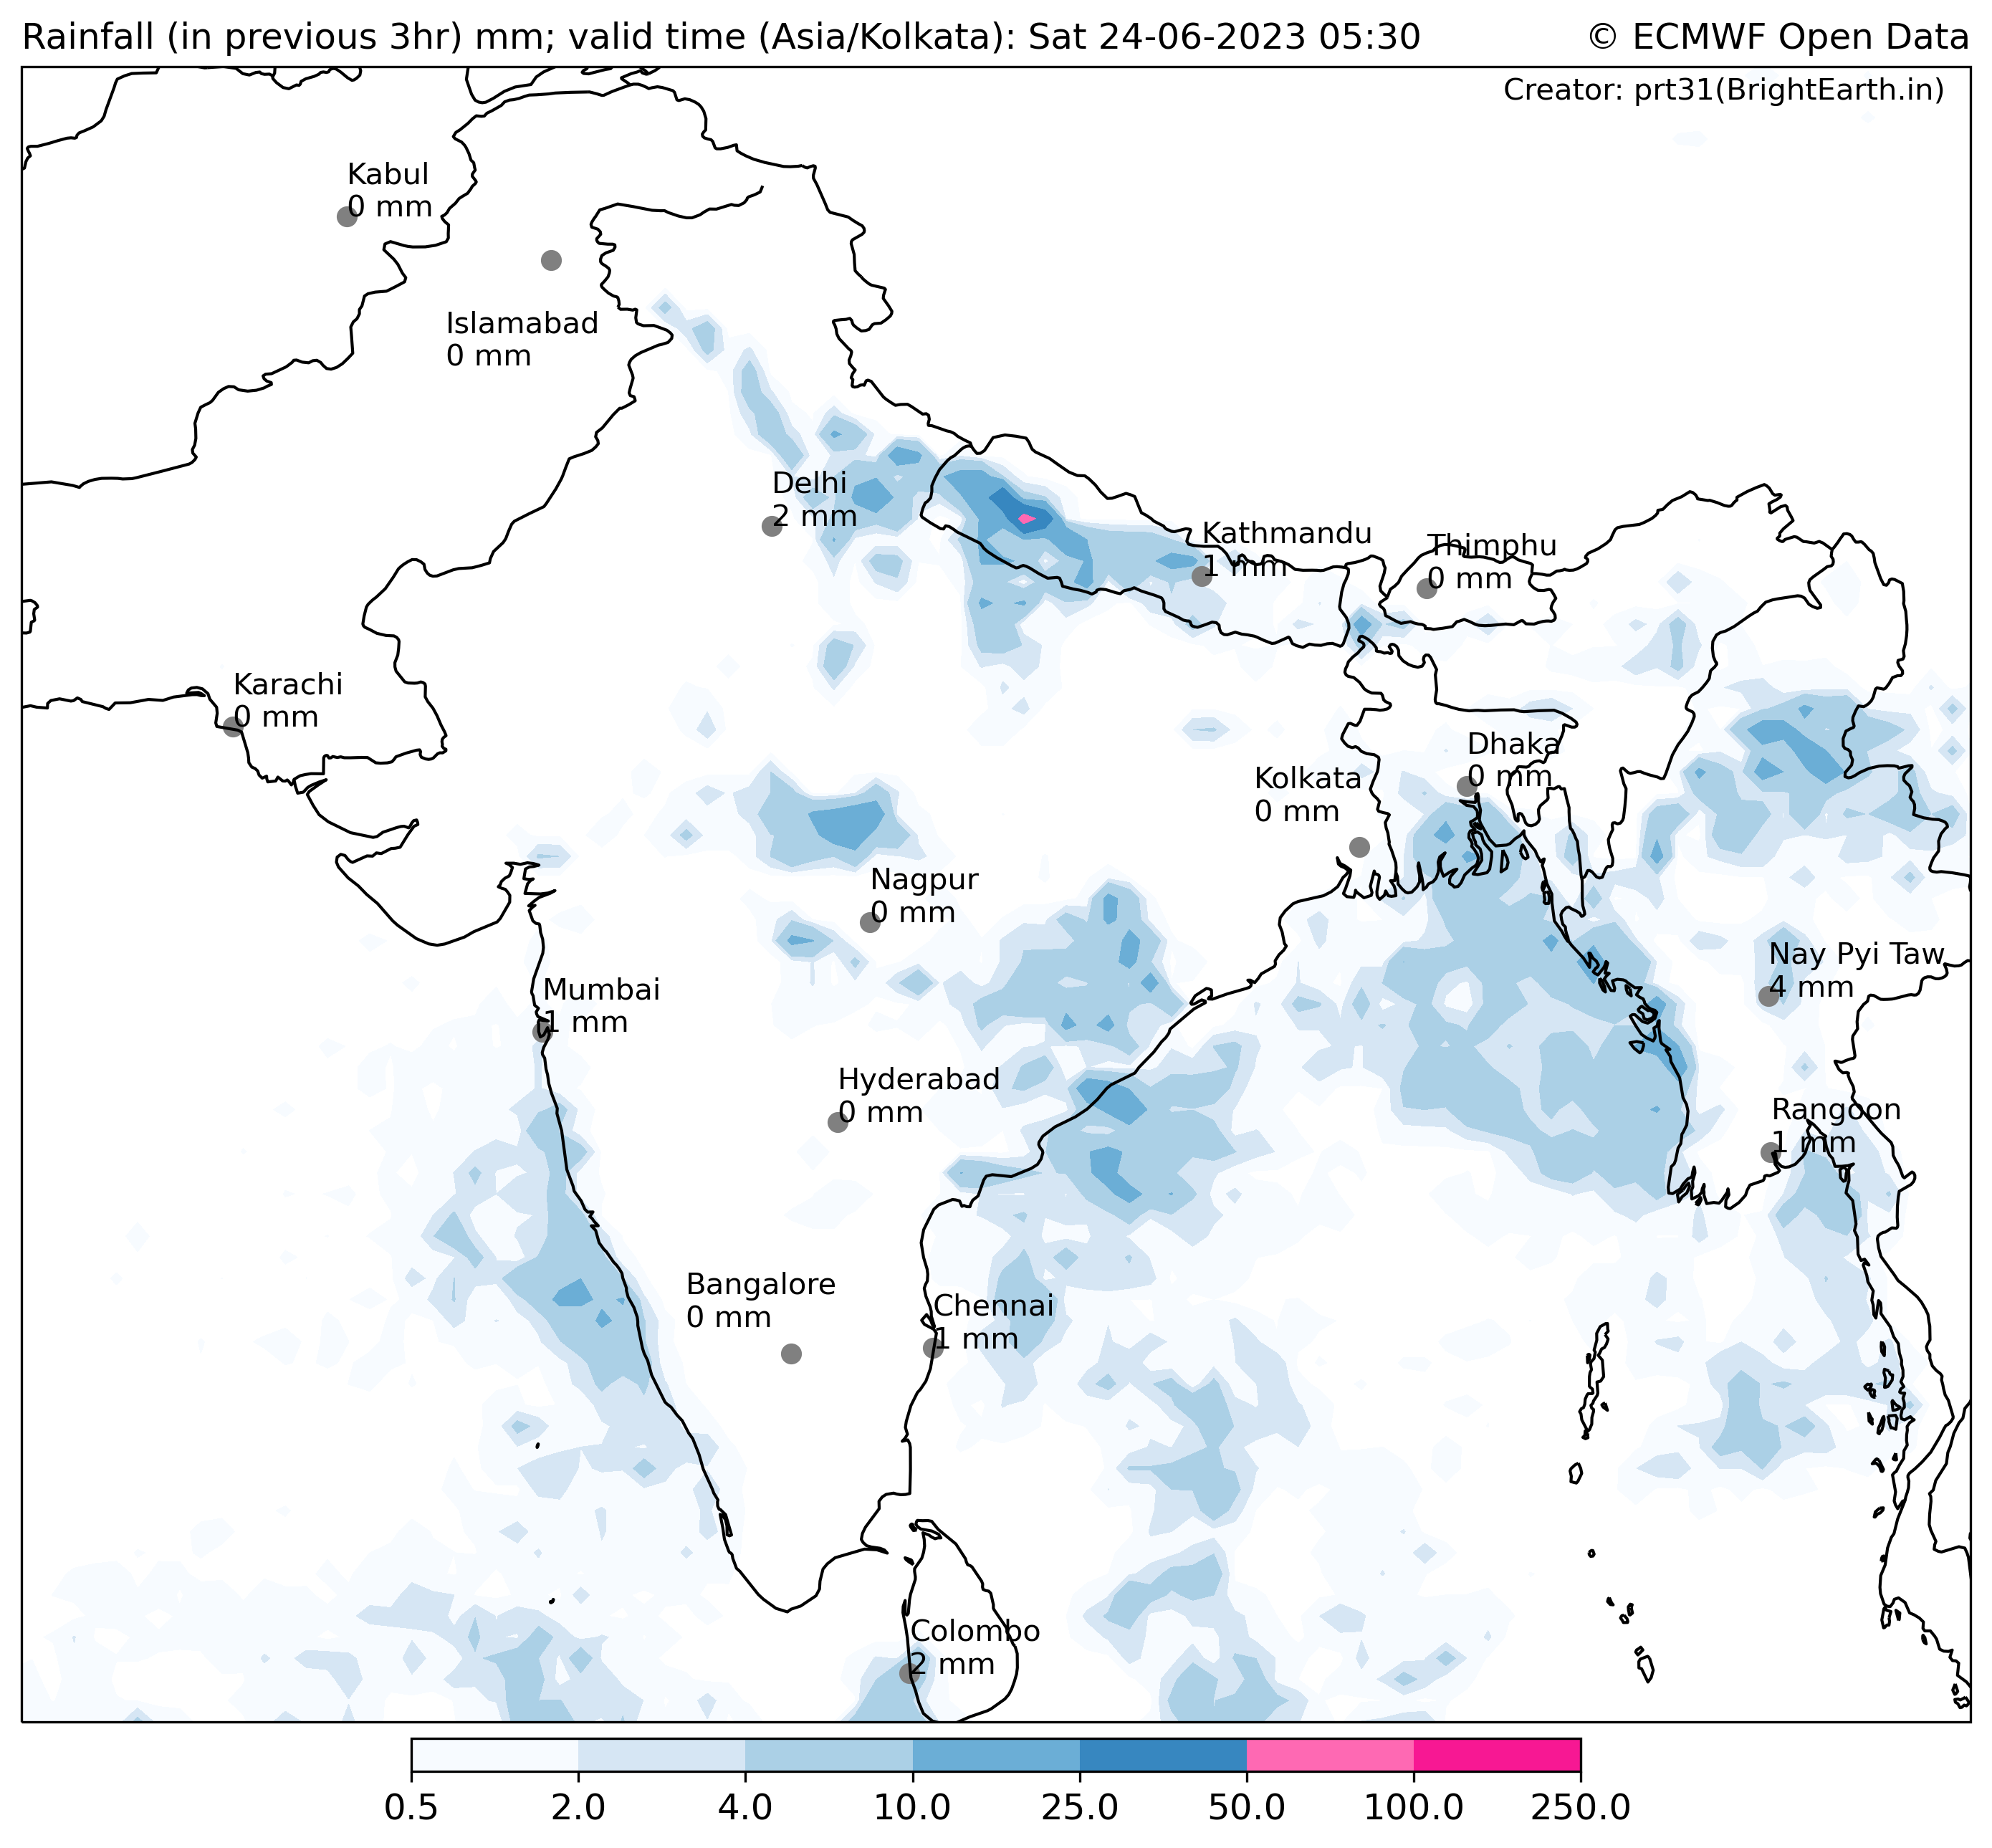 Rainfall (in previous 3hr) mm; valid time (Asia/Kolkata): Sat 24-06-2023 05:30
© ECMWF Open Data
Creator: prt31(BrightEarth.in)
Kabul
0 mm
Islamabad
0 mm
Delhi
2 mm
Kathmandu
1 mm
Thimphu
0 mm
Karachi
0 mm
Dhaka
0 mm
Kolkata
0 mm
Nagpur
0 mm
Nay Pyi Taw
4 mm
Mumbai
1 mm
Hyderabad
0 mm
Rangoon
1 mm
Bangalore
0 mm
Chennai
1 mm
Colombo
2 mm
0.5 2.0 4.0 10.0 25.0 50.0 100.0 250.0